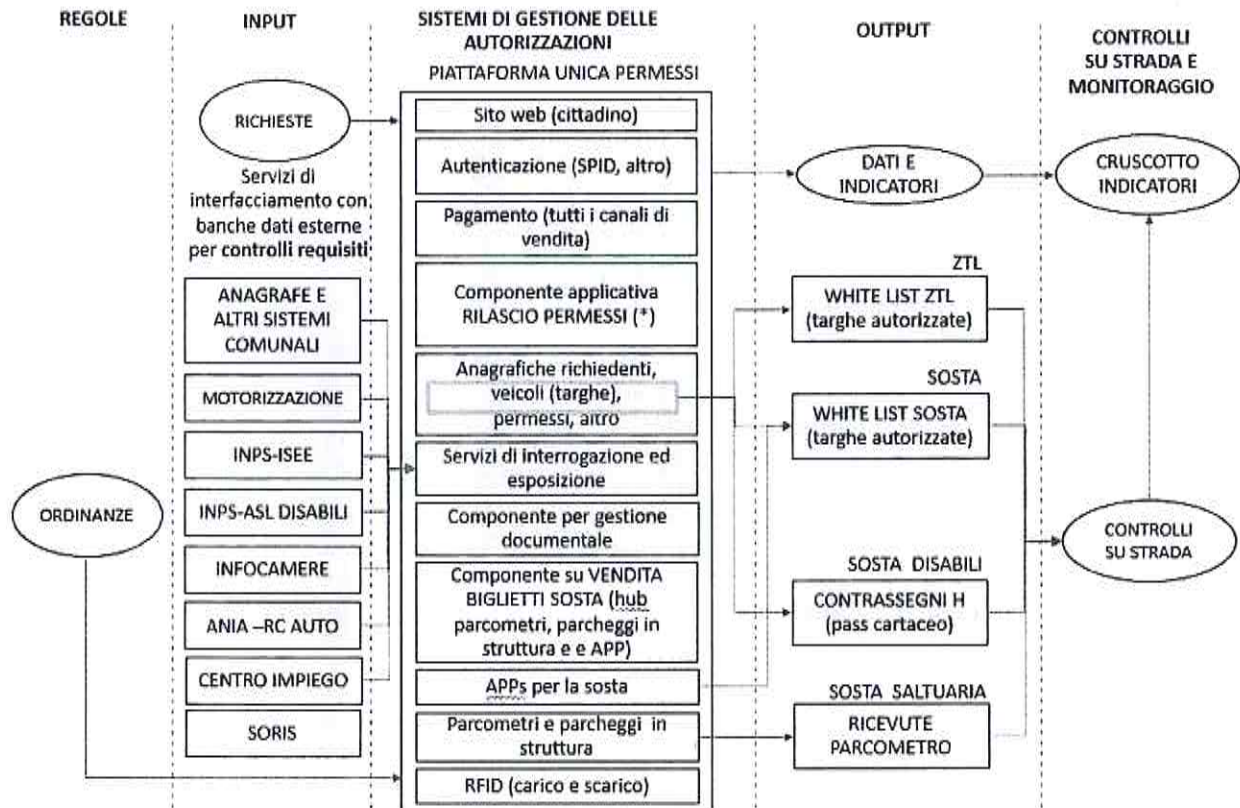 REGOLE
INPUT
SISTEMI DI GESTIONE DELLE
AUTORIZZAZIONI
PIATTAFORMA UNICA PERMESSI
OUTPUT
CONTROLLI
SU STRADA E
MONITORAGGIO
ORDINANZE
RICHIESTE
Servizi di
interfacciamento con
banche dati esterne
per controlli requisiti
ANAGRAFE E
ALTRI SISTEMI
COMUNALI
MOTORIZZAZIONE
INPS-ISEE
INPS-ASL DISABILI
INFOCAMERE
ANIA –RC AUTO
CENTRO IMPIEGO
SORIS
Sito web (cittadino)
Autenticazione (SPID, altro)
Pagamento (tutti i canali di
vendita)
Componente applicativa
RILASCIO PERMESSI (*)
Anagrafiche richiedenti,
veicoli (targhe),
permessi, altro
Servizi di interrogazione ed
esposizione
Componente per gestione
documentale
Componente su VENDITA
BIGLIETTI SOSTA (hub
parcometri, parcheggi in
struttura e e APP)
APPs per la sosta
Parcometri e parcheggi in
struttura
RFID (carico e scarico)
DATI E
INDICATORI
ZTL
WHITE LIST ZTL
(targhe autorizzate)
SOSTA
WHITE LIST SOSTA
(targhe autorizzate)
SOSTA DISABILI
CONTRASSEGNI H
(pass cartaceo)
SOSTA SALTUARIA
RICEVUTE
PARCOMETRO
CRUSCOTTO
INDICATORI
CONTROLLI
SU STRADA